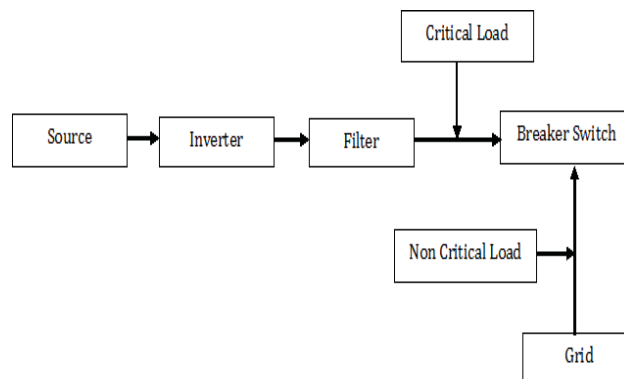 Critical Load
Source
Inverter
Filter
Breaker Switch
Non Critical Load
Grid